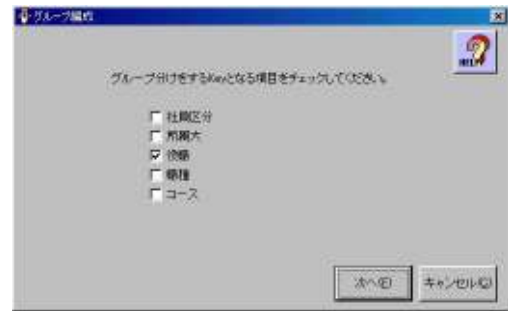 グループ編成
HELP
グループ分けをするKeyとなる項目をチェックしてください。
社員区分
所属大
役職
職種
コース
次へ(N)
キャンセル(C)